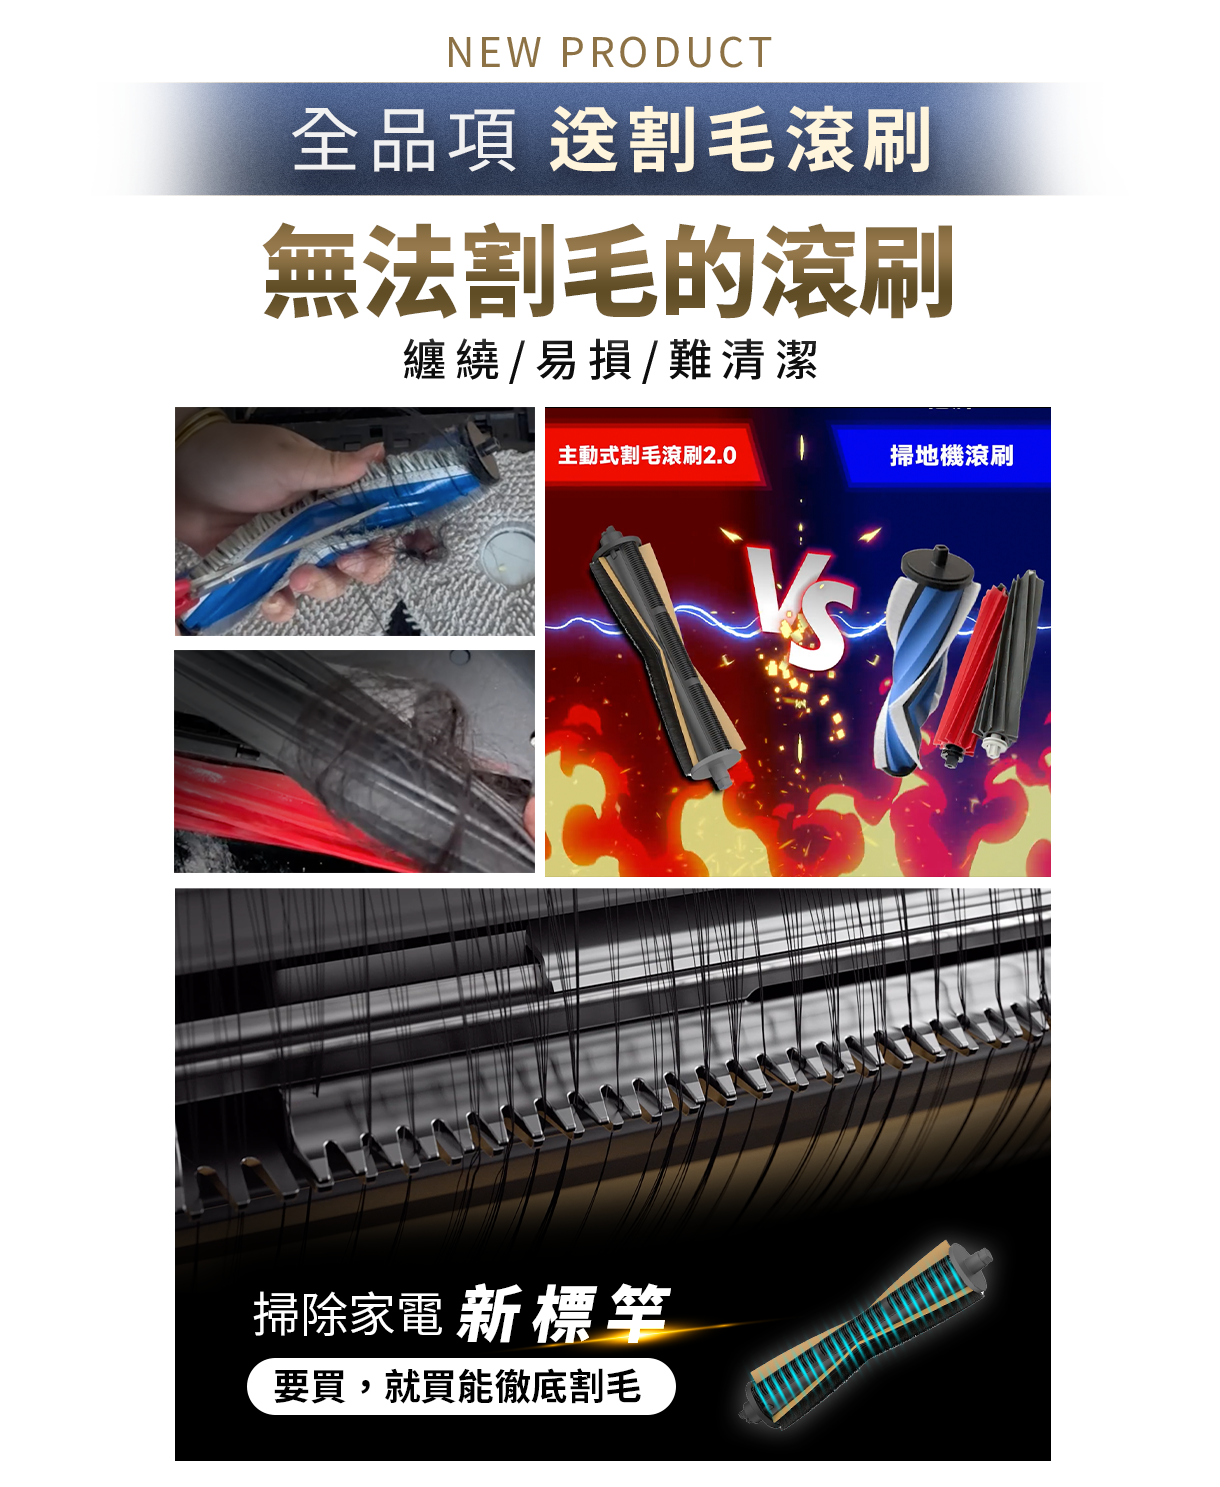 NEW PRODUCT
全品項 送割毛滾刷
無法割毛的滾刷
纏繞/易損/難清潔
主動式割毛滾刷2.0
掃地機滾刷
VS
掃除家電 新標竿
要買，就買能徹底割毛